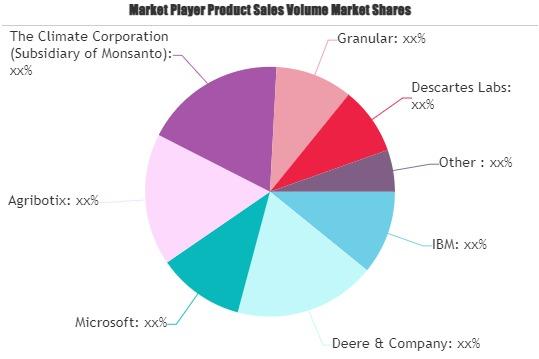 Market Player Product Sales Volume Market Shares
The Climate Corporation
(Subsidiary of Monsanto):
xx%
Granular: xx%
Descartes Labs:
xx%
Other : xx%
Agribotix: xx%
IBM: xx%
Microsoft: xx%
Deere & Company: xx%